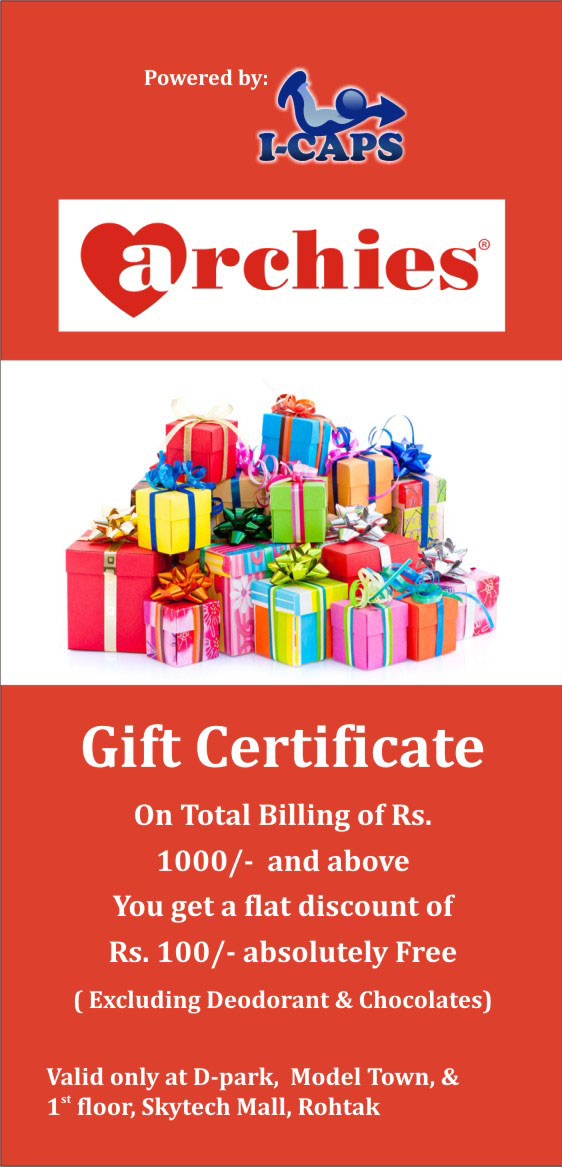 Powered by:
I-CAPS
archies®
Gift Certificate
On Total Billing of Rs.
1000/- and above
You get a flat discount of
Rs. 100/- absolutely Free
( Excluding Deodorant & Chocolates)
Valid only at D-park, Model Town, &
1st floor, Skytech Mall, Rohtak